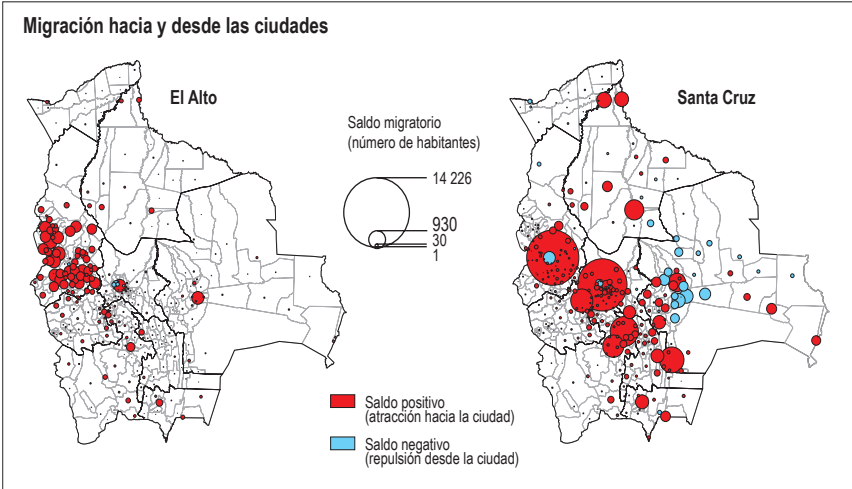 Migración hacia y desde las ciudades
El Alto
Santa Cruz
Saldo migratorio
(número de habitantes)
14 226
930
30
1
Saldo positivo
(atracción hacia la ciudad)
Saldo negativo
(repulsión desde la ciudad)